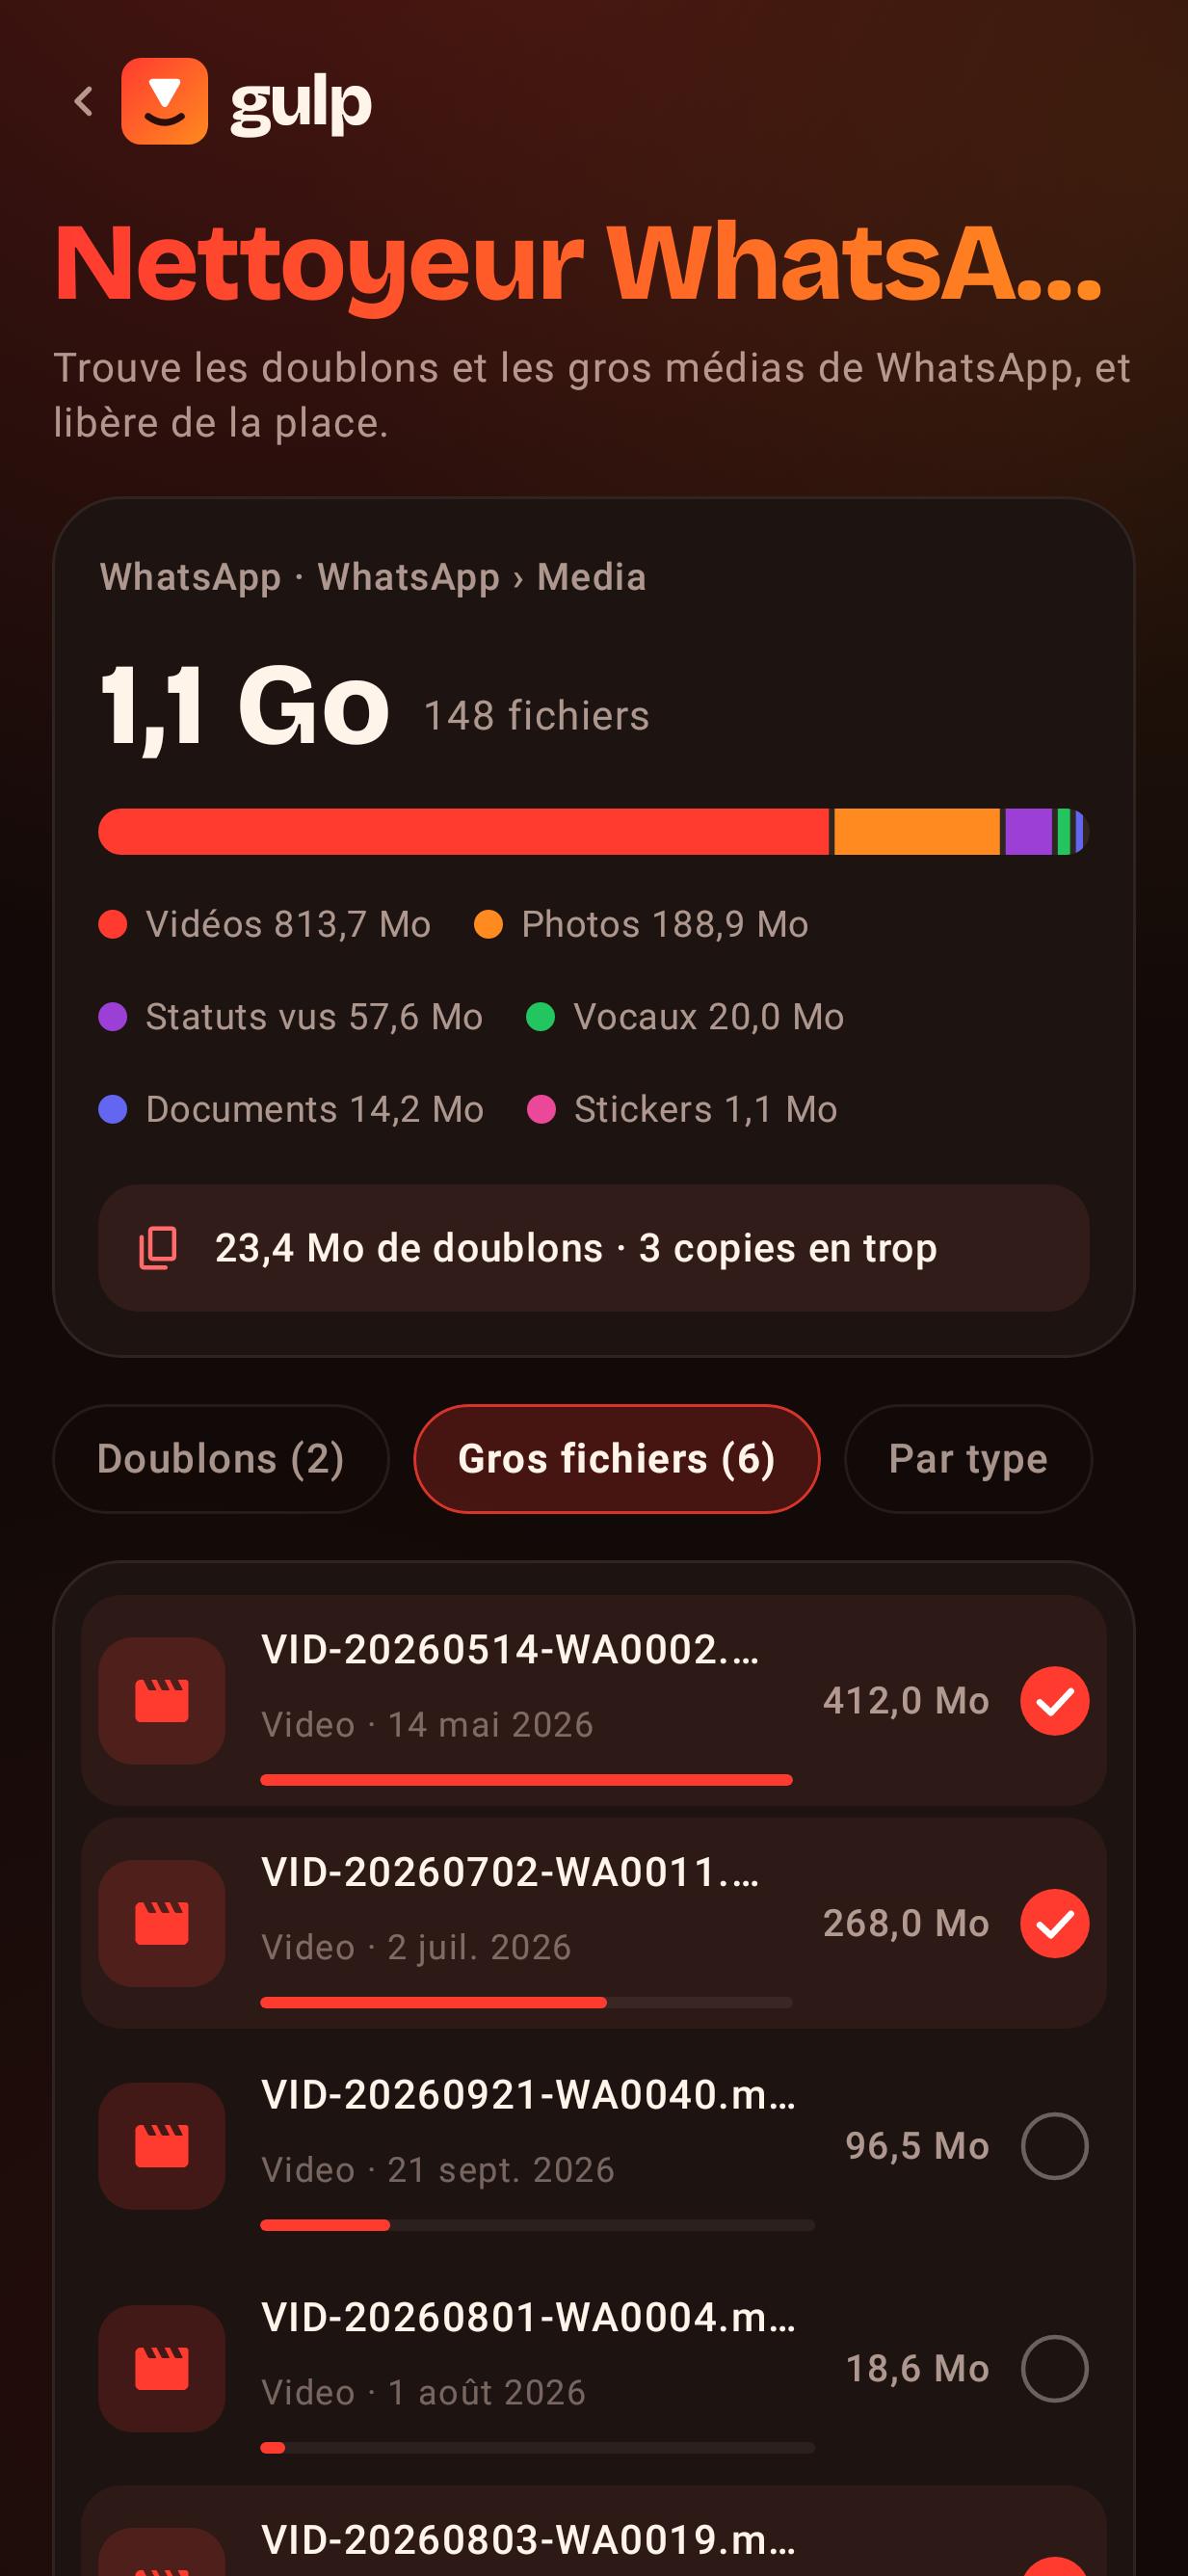 gulp
Nettoyeur WhatsA...
Trouve les doublons et les gros médias de WhatsApp, et
libère de la place.
WhatsApp · WhatsApp › Media
1,1 Go 148 fichiers
Vidéos 813,7 Mo Photos 188,9 Mo
Statuts vus 57,6 Mo Vocaux 20,0 Mo
Documents 14,2 Mo Stickers 1,1 Mo
23,4 Mo de doublons · 3 copies en trop
Doublons (2) Gros fichiers (6) Par type
VID-20260514-WA0002....
412,0 Mo
Video · 14 mai 2026
VID-20260702-WA0011....
268,0 Mo
Video · 2 juil. 2026
VID-20260921-WA0040.m...
96,5 Mo
Video · 21 sept. 2026
VID-20260801-WA0004.m...
18,6 Mo
Video · 1 août 2026
VID-20260803-WA0019.m...